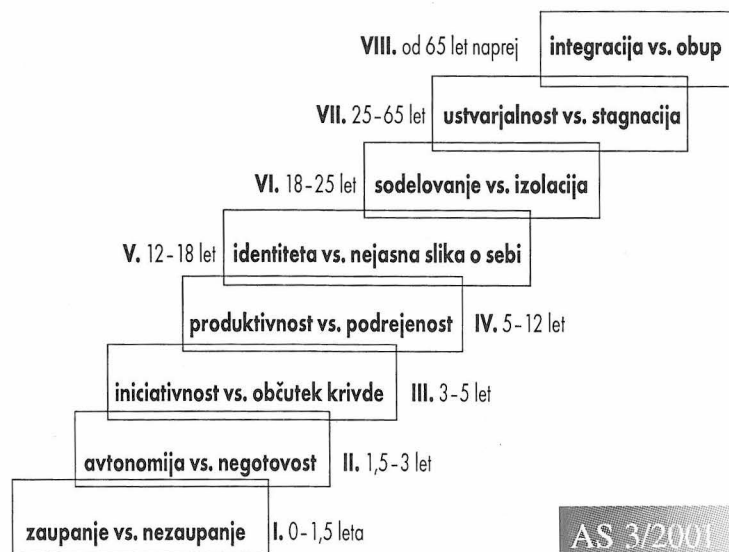 VIII. od 65 let naprej integracija vs. obup
VII. 25–65 let ustvarjalnost vs. stagnacija
VI. 18–25 let sodelovanje vs. izolacija
V. 12–18 let identiteta vs. nejasna slika o sebi
produktivnost vs. podrejenost IV. 5–12 let
iniciativnost vs. občutek krivde III. 3–5 let
avtonomija vs. negotovost II. 1,5–3 let
zaupanje vs. nezaupanje I. 0–1,5 leta
AS 3/2001